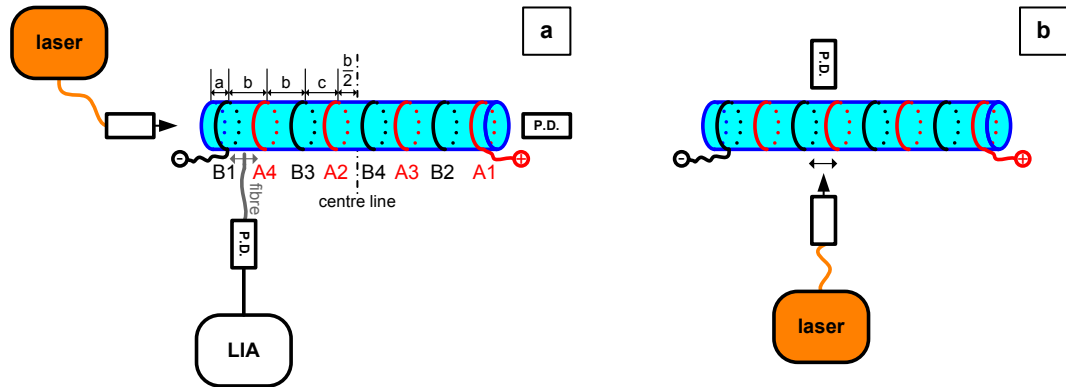 laser
a
a
b
b
c
b
2
P.D.
−
+
B1 A4 B3 A2 B4 A3 B2 A1
fibre
centre line
P.D.
LIA
b
P.D.
−
+
laser